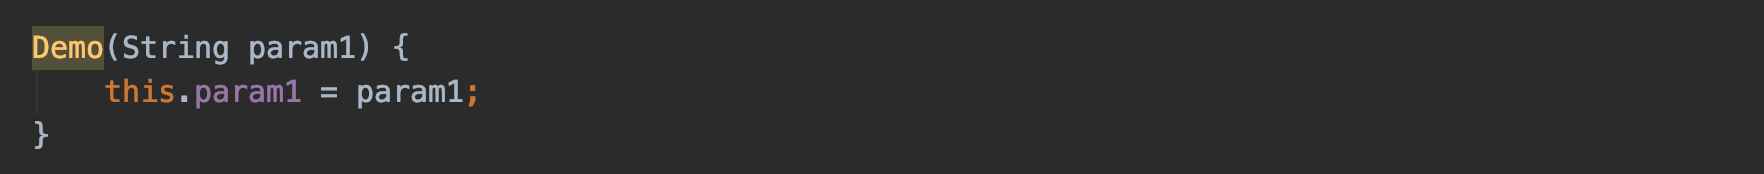 Demo(String param1) {
    this.param1 = param1;
}